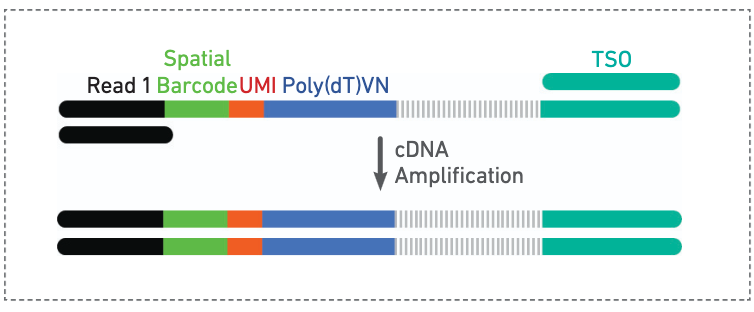 Spatial
TSO
Read 1 Barcode UMI Poly(dT)VN
cDNA
Amplification